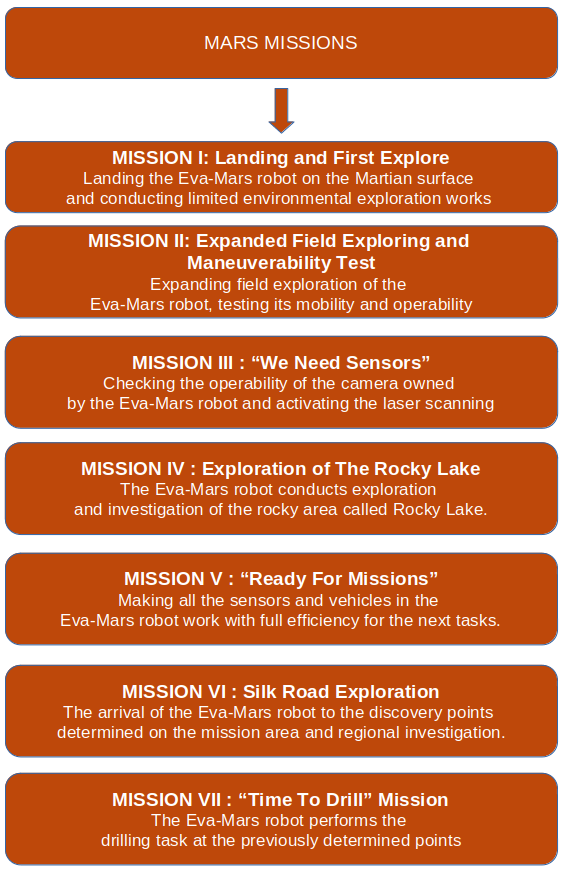 MARS MISSIONS
MISSION I: Landing and First Explore
Landing the Eva-Mars robot on the Martian surface
and conducting limited environmental exploration works
MISSION II: Expanded Field Exploring and
Maneuverability Test
Expanding field exploration of the
Eva-Mars robot, testing its mobility and operability
MISSION III : “We Need Sensors”
Checking the operability of the camera owned
by the Eva-Mars robot and activating the laser scanning
MISSION IV : Exploration of The Rocky Lake
The Eva-Mars robot conducts exploration
and investigation of the rocky area called Rocky Lake.
MISSION V : “Ready For Missions”
Making all the sensors and vehicles in the
Eva-Mars robot work with full efficiency for the next tasks.
MISSION VI : Silk Road Exploration
The arrival of the Eva-Mars robot to the discovery points
determined on the mission area and regional investigation.
MISSION VII : “Time To Drill” Mission
The Eva-Mars robot performs the
drilling task at the previously determined points